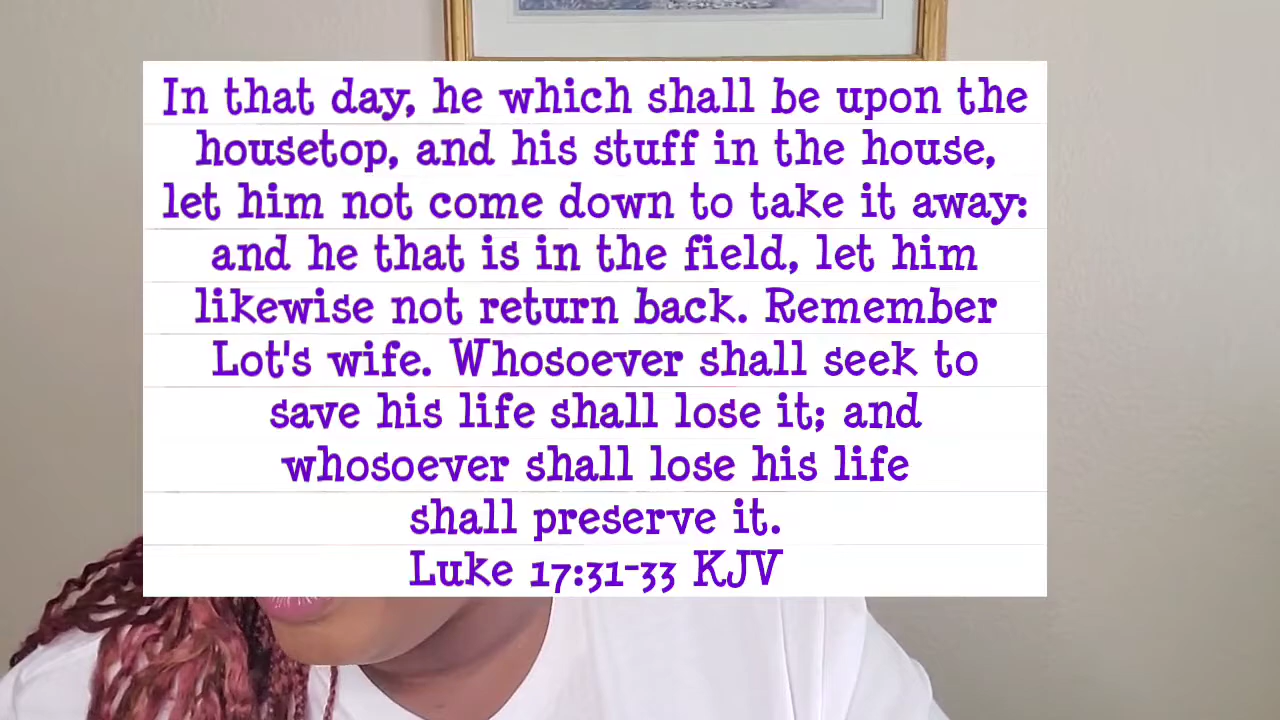 In that day, he which shall be upon the
housetop, and his stuff in the house,
let him not come down to take it away:
and he that is in the field, let him
likewise not return back. Remember
Lot's wife. Whosoever shall seek to
save his life shall lose it; and
whosoever shall lose his life
shall preserve it.
Luke 17:31-33 KJV